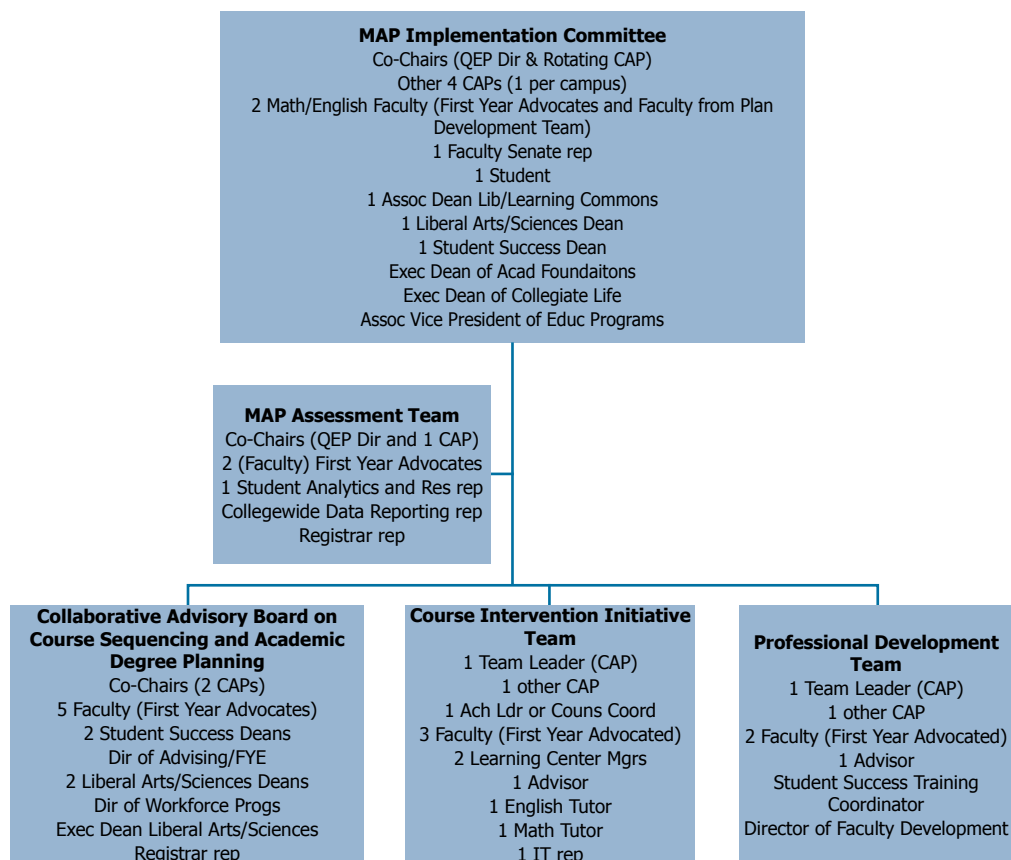 MAP Implementation Committee
Co-Chairs (QEP Dir & Rotating CAP)
Other 4 CAPs (1 per campus)
2 Math/English Faculty (First Year Advocates and Faculty from Plan
Development Team)
1 Faculty Senate rep
1 Student
1 Assoc Dean Lib/Learning Commons
1 Liberal Arts/Sciences Dean
1 Student Success Dean
Exec Dean of Acad Foundaitons
Exec Dean of Collegiate Life
Assoc Vice President of Educ Programs
MAP Assessment Team
Co-Chairs (QEP Dir and 1 CAP)
2 (Faculty) First Year Advocates
1 Student Analytics and Res rep
Collegewide Data Reporting rep
Registrar rep
Collaborative Advisory Board on
Course Sequencing and Academic
Degree Planning
Co-Chairs (2 CAPs)
5 Faculty (First Year Advocates)
2 Student Success Deans
Dir of Advising/FYE
2 Liberal Arts/Sciences Deans
Dir of Workforce Progs
Exec Dean Liberal Arts/Sciences
Registrar rep
Course Intervention Initiative
Team
1 Team Leader (CAP)
1 other CAP
1 Ach Ldr or Couns Coord
3 Faculty (First Year Advocated)
2 Learning Center Mgrs
1 Advisor
1 English Tutor
1 Math Tutor
1 IT rep
Professional Development
Team
1 Team Leader (CAP)
1 other CAP
2 Faculty (First Year Advocated)
1 Advisor
Student Success Training
Coordinator
Director of Faculty Development